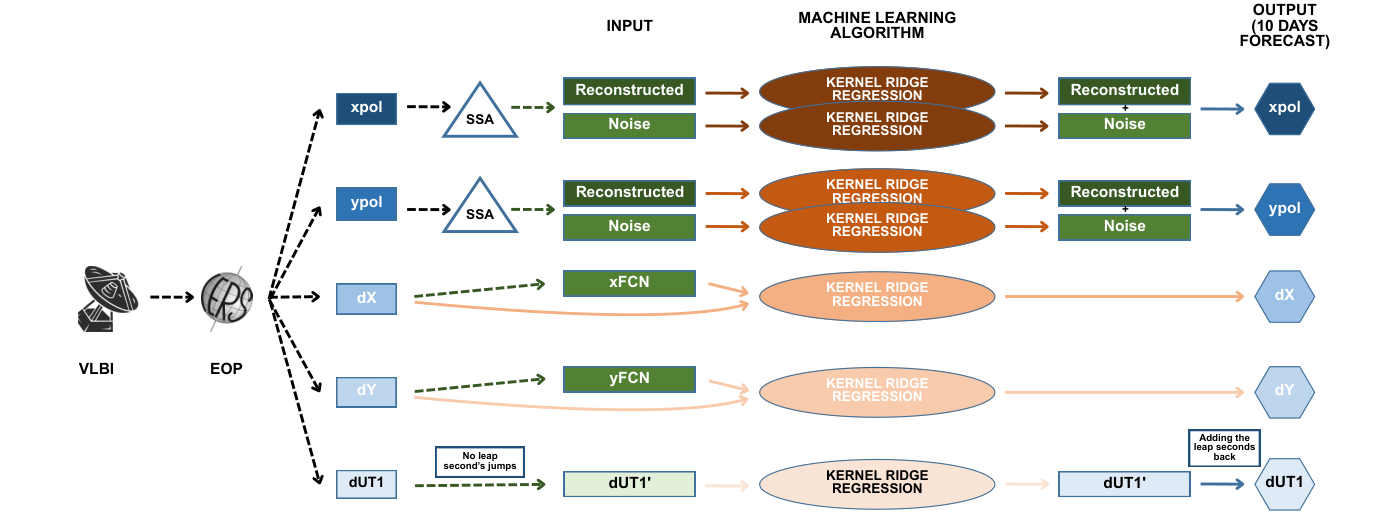 INPUT
MACHINE LEARNING
ALGORITHM
OUTPUT
(10 DAYS
FORECAST)
xpol
SSA
Reconstructed
Noise
KERNEL RIDGE
REGRESSION
KERNEL RIDGE
REGRESSION
Reconstructed
+
Noise
xpol
ypol
SSA
Reconstructed
Noise
KERNEL RIDGE
REGRESSION
KERNEL RIDGE
REGRESSION
Reconstructed
+
Noise
ypol
VLBI
IERS
EOP
dX
xFCN
KERNEL RIDGE
REGRESSION
dX
dY
yFCN
KERNEL RIDGE
REGRESSION
dY
dUT1
No leap
second's jumps
dUT1'
KERNEL RIDGE
REGRESSION
dUT1'
Adding the
leap seconds
back
dUT1